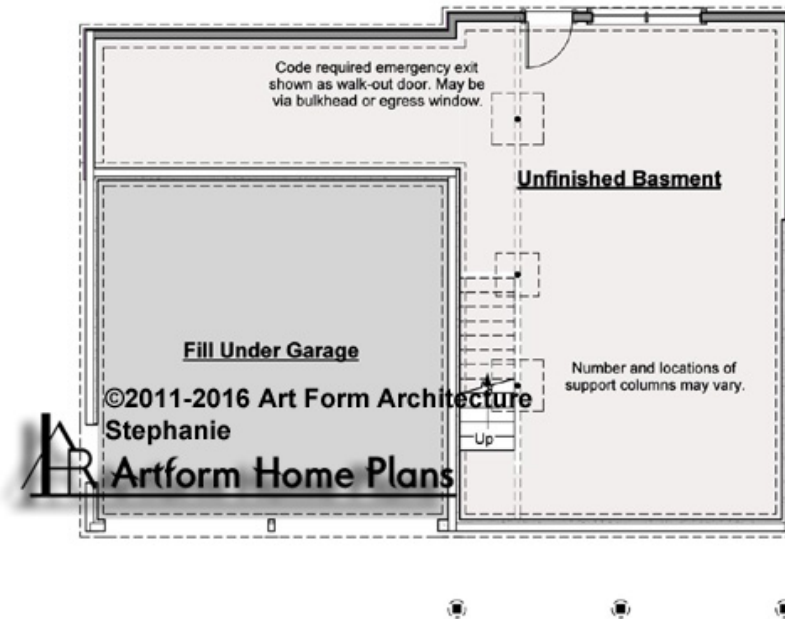 Code required emergency exit
shown as walk-out door. May be
via bulkhead or egress window.
Unfinished Basment
Fill Under Garage
Number and locations of
support columns may vary.
©2011-2016 Art Form Architecture
Stephanie
Up
AFR Artform Home Plans